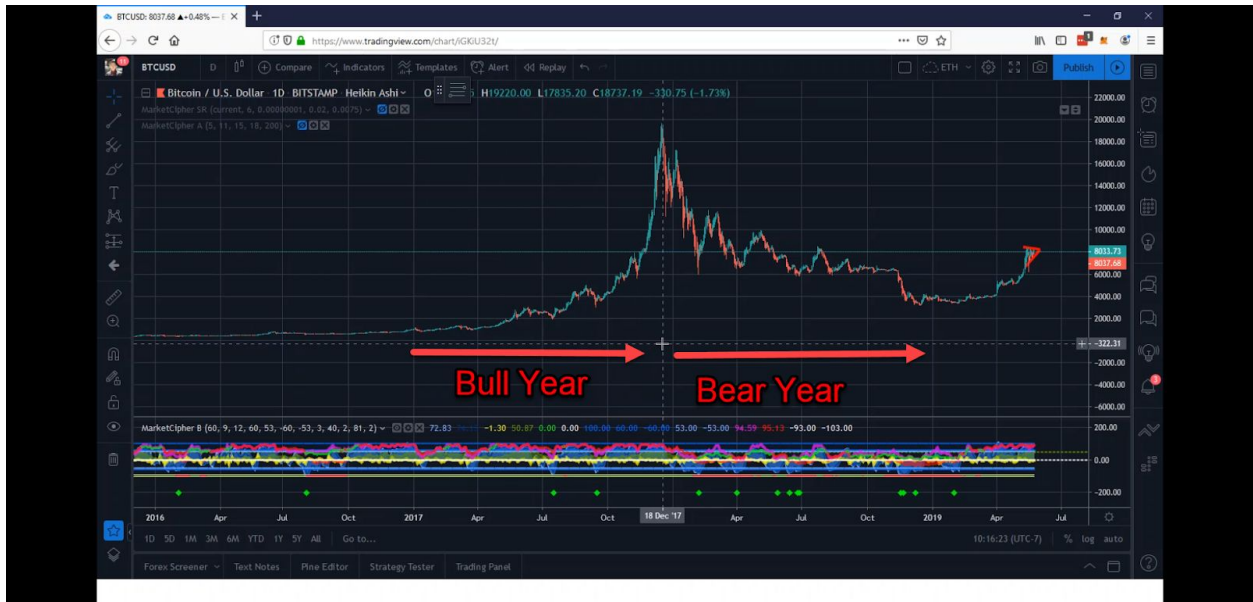 BTCUSD: 8037.68 ▲+0.48% — E
https://www.tradingview.com/chart/iGKiU32t/
11
BTCUSD D Compare Indicators Templates Alert Replay ETH Publish
Bitcoin / U.S. Dollar 1D BITSTAMP Heikin Ashi O H19220.00 L17835.20 C18737.19 −330.75 (−1.73%)
MarketCipher SR (current, 6, 0.00000001, 0.02, 0.0075)
MarketCipher A (5, 11, 15, 18, 200)
22000.00
20000.00
18000.00
16000.00
14000.00
12000.00
10000.00
8033.73
8037.68
6000.00
4000.00
2000.00
−322.31
−2000.00
−4000.00
−6000.00
Bull Year
Bear Year
MarketCipher B (60, 9, 12, 60, 53, -60, -53, 3, 40, 2, 81, 2) 72.83 −1.30 50.87 0.00 0.00 100.00 60.00 −60.00 53.00 −53.00 94.59 95.13 −93.00 −103.00
200.00
0.00
−200.00
2016 Apr Jul Oct 2017 Apr Jul Oct 18 Dec '17 Apr Jul Oct 2019 Apr Jul
1D 5D 1M 3M 6M YTD 1Y 5Y All Go to... 10:16:23 (UTC-7) % log auto
Forex Screener Text Notes Pine Editor Strategy Tester Trading Panel